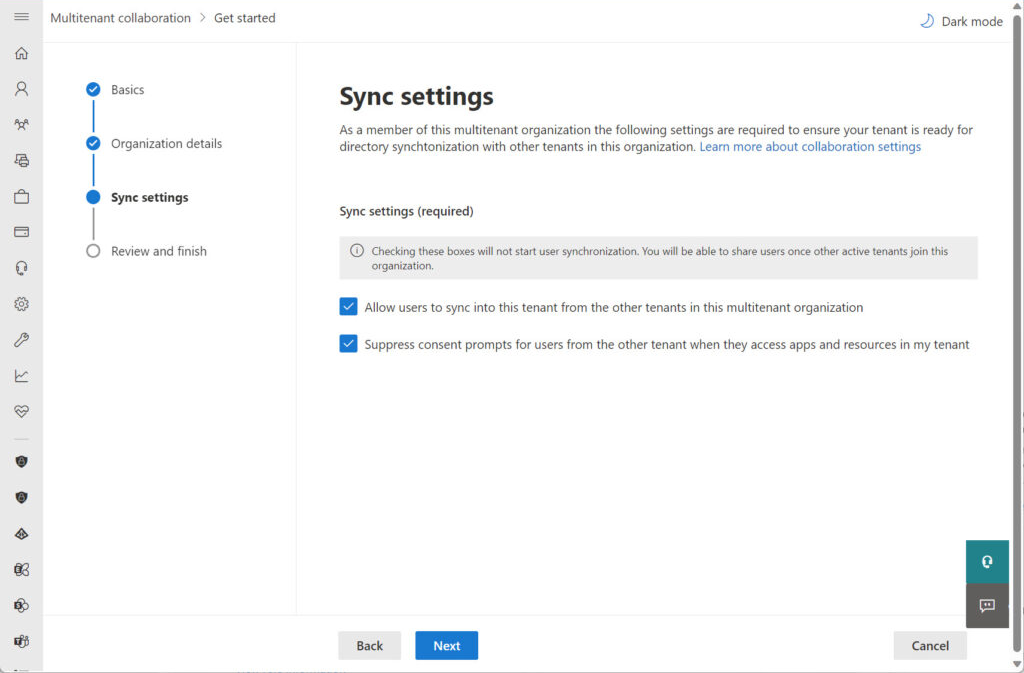 Multitenant collaboration > Get started
Dark mode
Basics
Organization details
Sync settings
Review and finish
Sync settings
As a member of this multitenant organization the following settings are required to ensure your tenant is ready for
directory synchtonization with other tenants in this organization. Learn more about collaboration settings
Sync settings (required)
Checking these boxes will not start user synchronization. You will be able to share users once other active tenants join this
organization.
Allow users to sync into this tenant from the other tenants in this multitenant organization
Suppress consent prompts for users from the other tenant when they access apps and resources in my tenant
Back
Next
Cancel